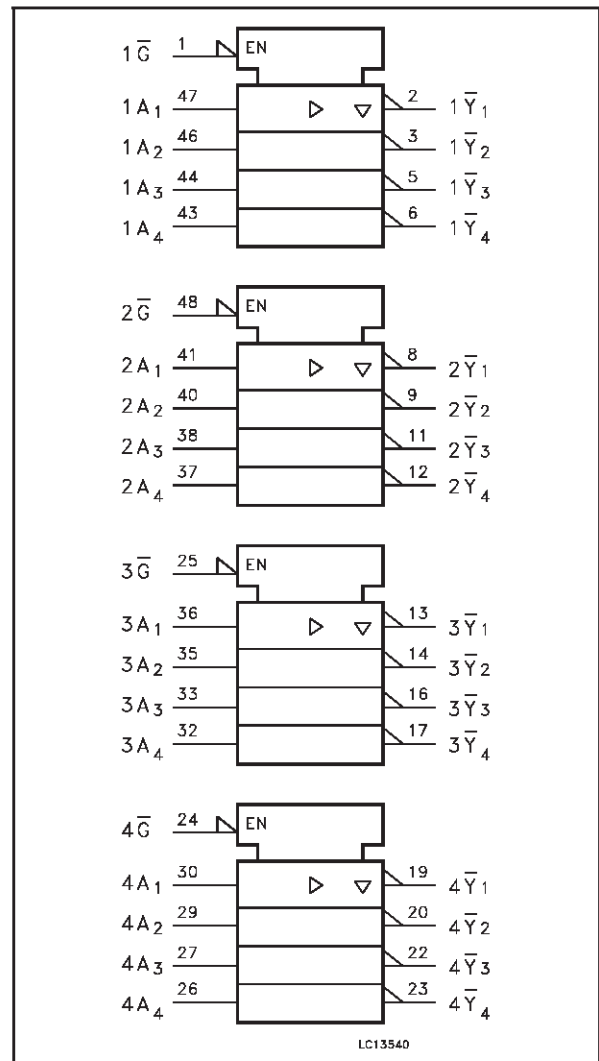 1G̅ 1 EN
1A₁ 47 2 1Y̅₁
1A₂ 46 3 1Y̅₂
1A₃ 44 5 1Y̅₃
1A₄ 43 6 1Y̅₄
2G̅ 48 EN
2A₁ 41 8 2Y̅₁
2A₂ 40 9 2Y̅₂
2A₃ 38 11 2Y̅₃
2A₄ 37 12 2Y̅₄
3G̅ 25 EN
3A₁ 36 13 3Y̅₁
3A₂ 35 14 3Y̅₂
3A₃ 33 16 3Y̅₃
3A₄ 32 17 3Y̅₄
4G̅ 24 EN
4A₁ 30 19 4Y̅₁
4A₂ 29 20 4Y̅₂
4A₃ 27 22 4Y̅₃
4A₄ 26 23 4Y̅₄
LC13540